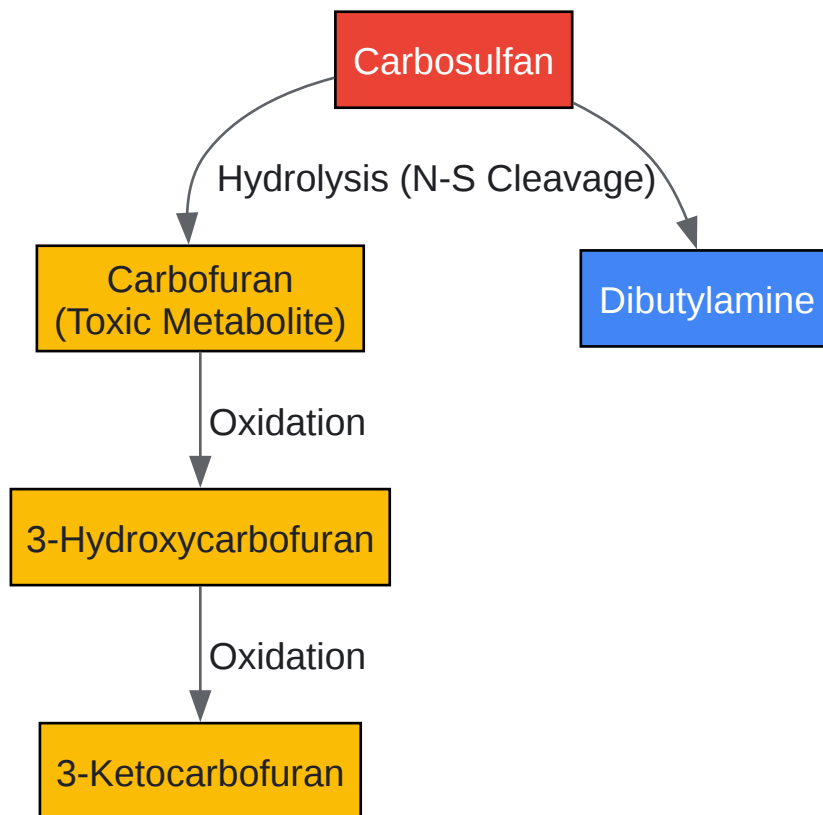 Carbosulfan
Hydrolysis (N-S Cleavage)
Carbofuran
(Toxic Metabolite)
Dibutylamine
Oxidation
3-Hydroxycarbofuran
Oxidation
3-Ketocarbofuran